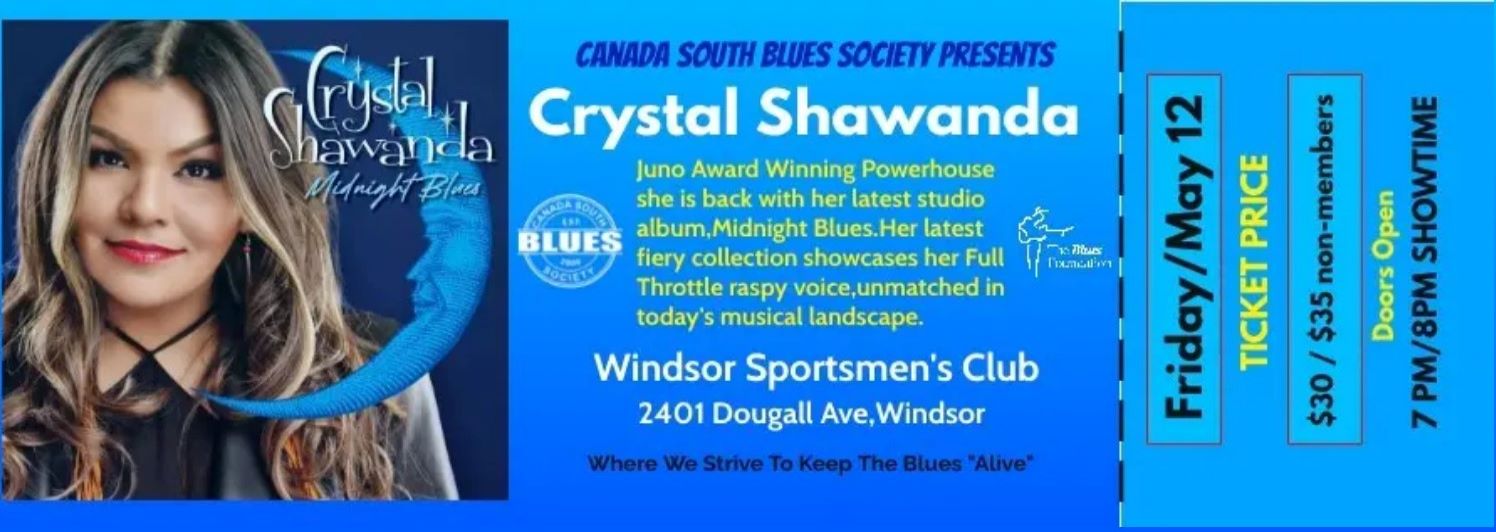 Crystal
Shawanda
Midnight Blues
CANADA SOUTH BLUES SOCIETY PRESENTS
Crystal Shawanda
Juno Award Winning Powerhouse
she is back with her latest studio
album,Midnight Blues.Her latest
fiery collection showcases her Full
Throttle raspy voice,unmatched in
today's musical landscape.
CANADA SOUTH
BLUES
SOCIETY
The Blues
Foundation
Windsor Sportsmen's Club
2401 Dougall Ave,Windsor
Where We Strive To Keep The Blues "Alive"
Friday/May 12
TICKET PRICE
$30 / $35 non-members
Doors Open
7 PM/8PM SHOWTIME